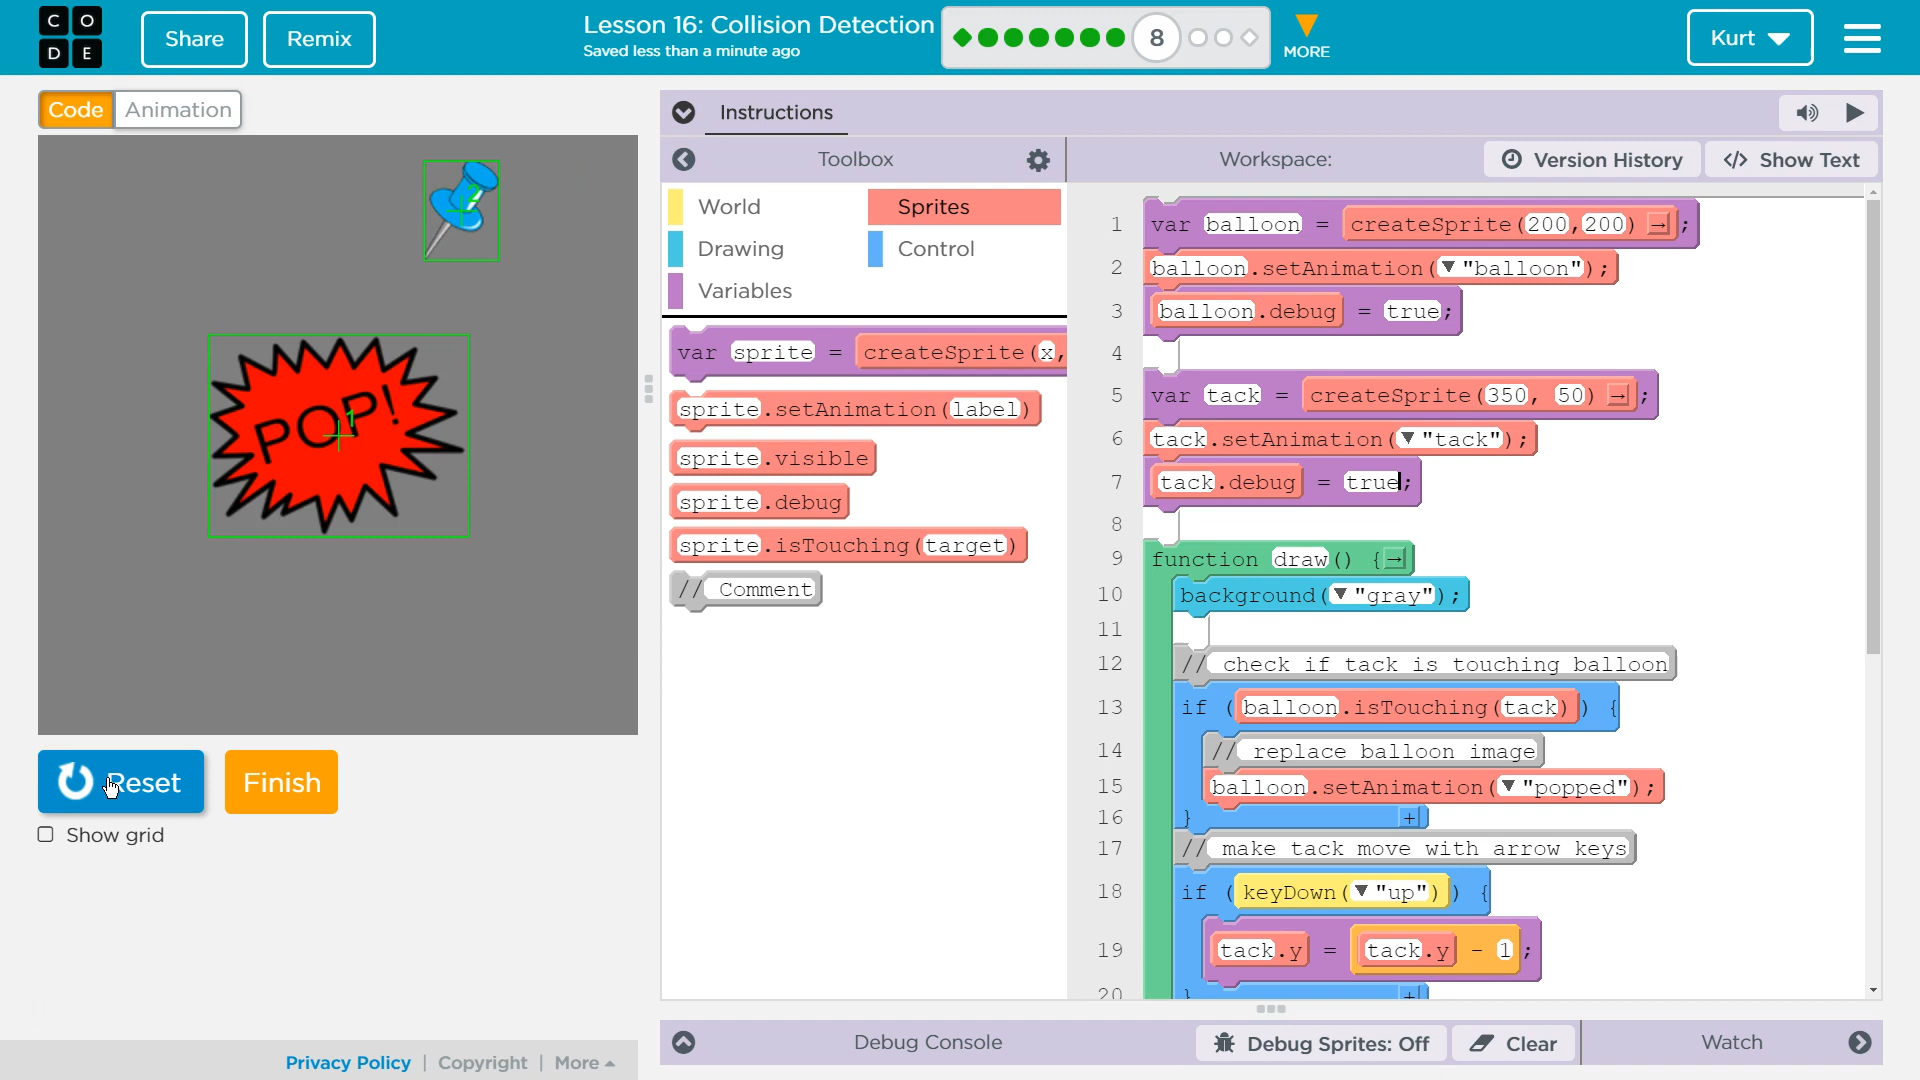 C O
D E
Share
Remix
Lesson 16: Collision Detection
Saved less than a minute ago
8
MORE
Kurt
Code
Animation
Instructions
Toolbox
Workspace:
Version History
</> Show Text
World
Sprites
Drawing
Control
Variables
var sprite = createSprite(x,
sprite.setAnimation(label)
sprite.visible
sprite.debug
sprite.isTouching(target)
// Comment
2
POP!
1
1 var balloon = createSprite(200,200) → ;
2 balloon.setAnimation(▼ "balloon");
3 balloon.debug = true;
4
5 var tack = createSprite(350, 50) → ;
6 tack.setAnimation(▼ "tack");
7 tack.debug = true;
8
9 function draw() {→
10 background(▼ "gray");
11
12 // check if tack is touching balloon
13 if (balloon.isTouching(tack)) {
14 // replace balloon image
15 balloon.setAnimation(▼ "popped");
16 } +
17 // make tack move with arrow keys
18 if (keyDown(▼ "up")) {
19 tack.y = tack.y - 1;
20 } +
Reset
Finish
Show grid
Privacy Policy | Copyright | More
Debug Console
Debug Sprites: Off
Clear
Watch